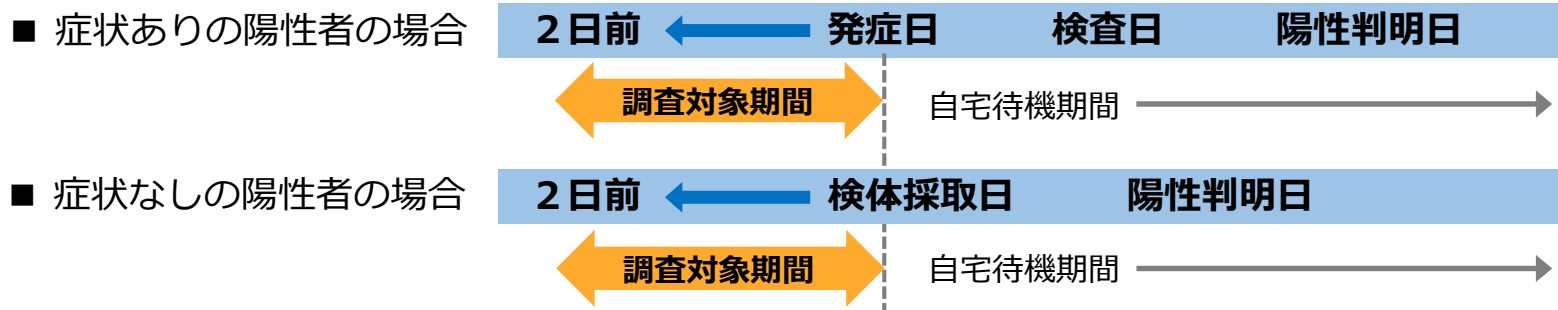 ■ 症状ありの陽性者の場合 2日前 発症日 検査日 陽性判明日
調査対象期間 自宅待機期間
■ 症状なしの陽性者の場合 2日前 検体採取日 陽性判明日
調査対象期間 自宅待機期間